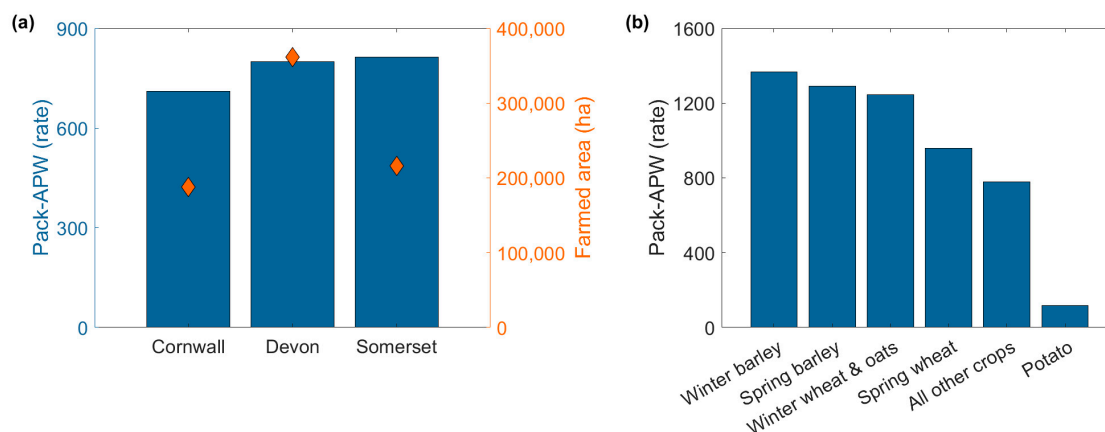 (a)
Pack-APW (rate)
900
600
300
0
400,000
300,000
200,000
100,000
0
Farmed area (ha)
Cornwall
Devon
Somerset
(b)
Pack-APW (rate)
1600
1200
800
400
0
Winter barley
Spring barley
Winter wheat & oats
Spring wheat
All other crops
Potato